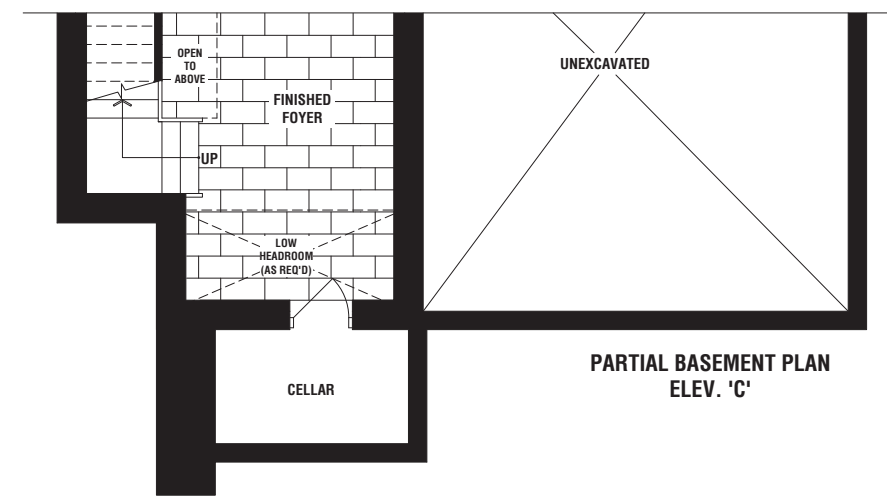 OPEN
TO
ABOVE
FINISHED
FOYER
UNEXCAVATED
UP
LOW
HEADROOM
(AS REQ'D)
CELLAR
PARTIAL BASEMENT PLAN
ELEV. 'C'